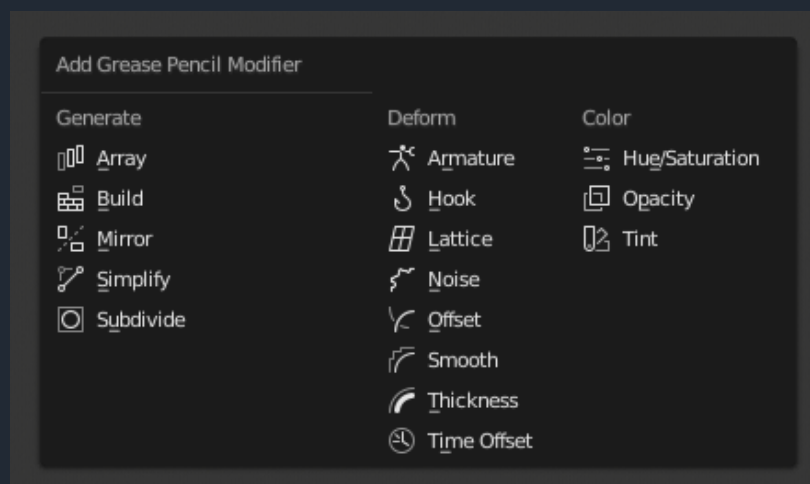 Add Grease Pencil Modifier
Generate
Array
Build
Mirror
Simplify
Subdivide
Deform
Armature
Hook
Lattice
Noise
Offset
Smooth
Thickness
Time Offset
Color
Hue/Saturation
Opacity
Tint